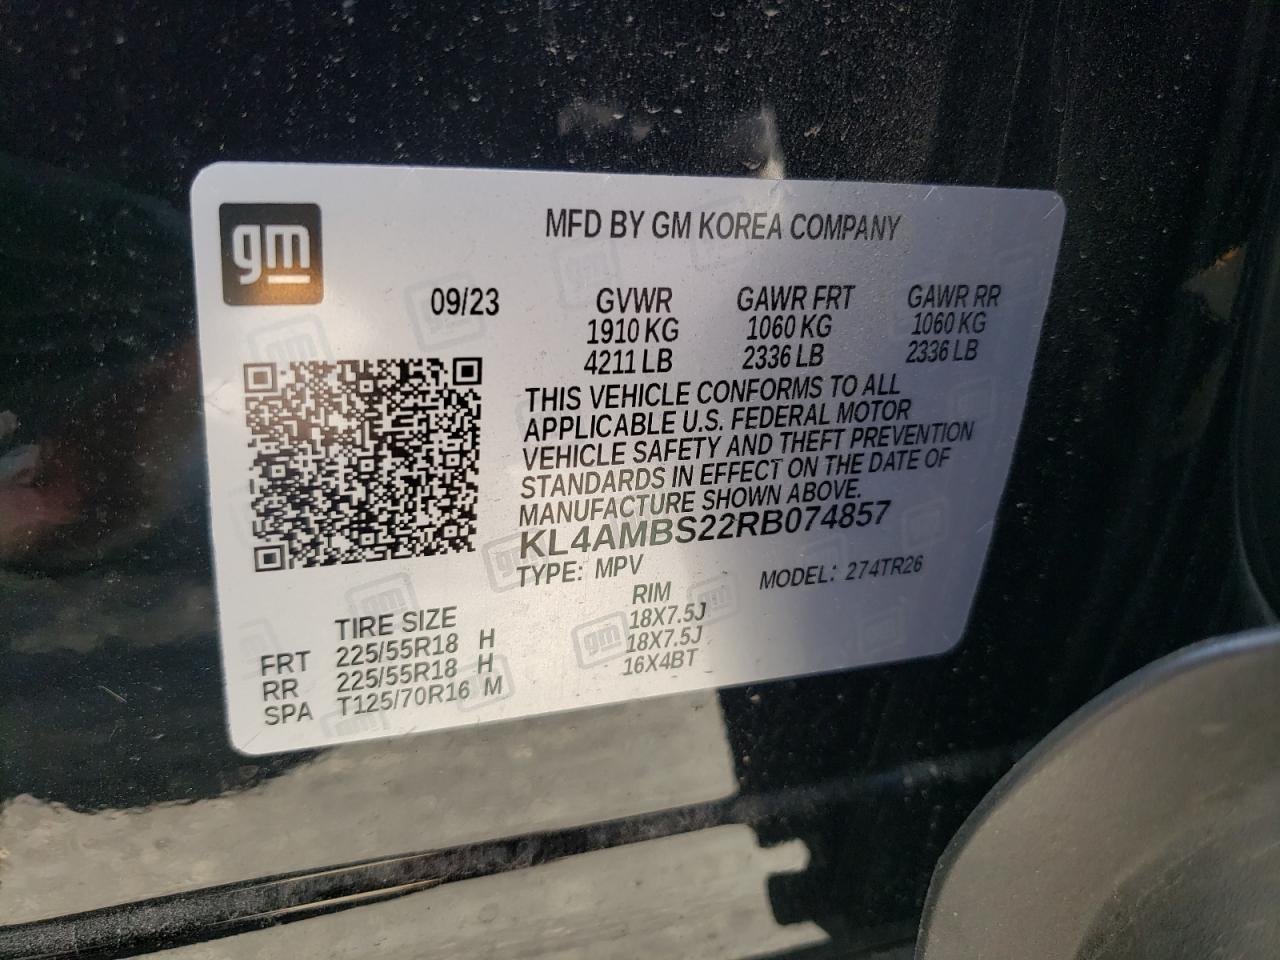 gm
MFD BY GM KOREA COMPANY
09/23
GVWR GAWR FRT GAWR RR
1910 KG 1060 KG 1060 KG
4211 LB 2336 LB 2336 LB
THIS VEHICLE CONFORMS TO ALL
APPLICABLE U.S. FEDERAL MOTOR
VEHICLE SAFETY AND THEFT PREVENTION
STANDARDS IN EFFECT ON THE DATE OF
MANUFACTURE SHOWN ABOVE.
KL4AMBS22RB074857
TYPE: MPV MODEL: 274TR26
TIRE SIZE RIM
FRT 225/55R18 H 18X7.5J
RR 225/55R18 H 18X7.5J
SPA T125/70R16 M 16X4BT